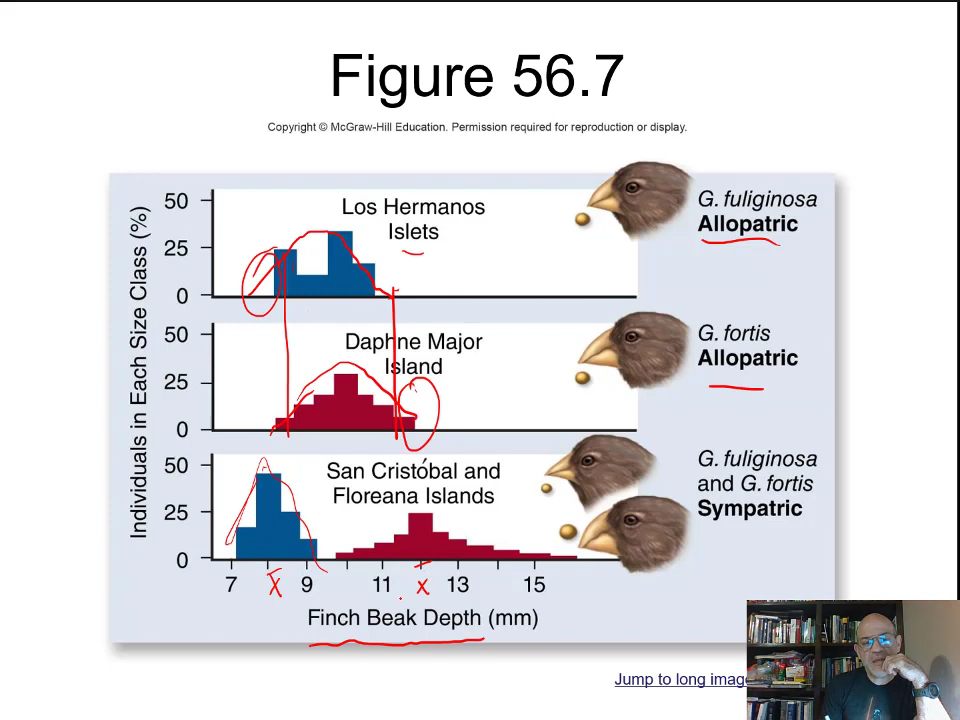 Figure 56.7
Copyright © McGraw-Hill Education. Permission required for reproduction or display.
Individuals in Each Size Class (%)
50
25
0
Los Hermanos
Islets
G. fuliginosa
Allopatric
50
25
0
Daphne Major
Island
G. fortis
Allopatric
50
25
0
San Cristóbal and
Floreana Islands
G. fuliginosa
and G. fortis
Sympatric
7 9 11 13 15
x̄ x̄
Finch Beak Depth (mm)
Jump to long image